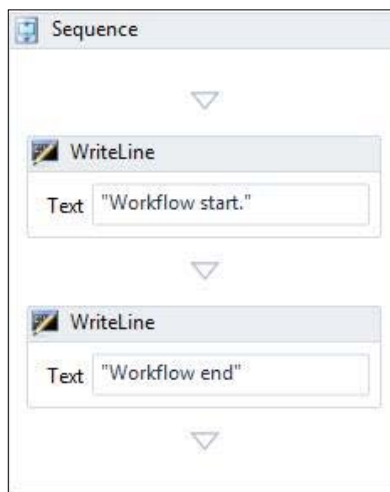 Sequence
WriteLine
Text "Workflow start."
WriteLine
Text "Workflow end"